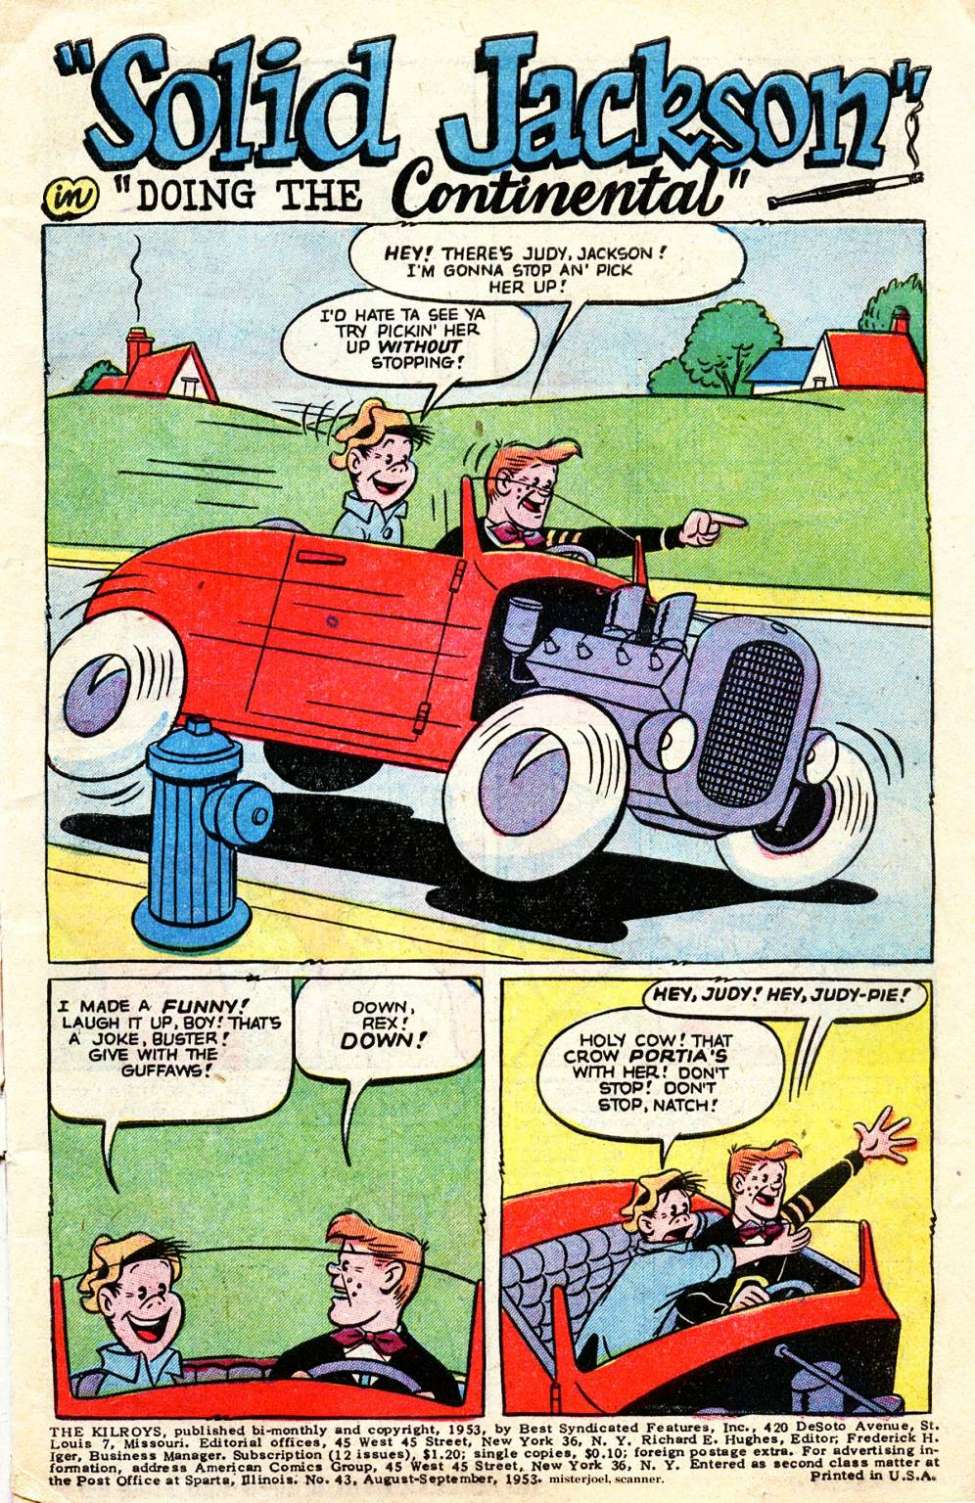 "Solid Jackson"
in "DOING THE Continental"
HEY! THERE'S JUDY, JACKSON!
I'M GONNA STOP AN' PICK
HER UP!
I'D HATE TA SEE YA
TRY PICKIN' HER
UP WITHOUT
STOPPING!
I MADE A FUNNY!
LAUGH IT UP, BOY! THAT'S
A JOKE, BUSTER!
GIVE WITH THE
GUFFAWS!
DOWN,
REX!
DOWN!
HEY, JUDY! HEY, JUDY-PIE!
HOLY COW! THAT
CROW PORTIA'S
WITH HER! DON'T
STOP! DON'T
STOP, NATCH!
THE KILROYS, published bi-monthly and copyright, 1953, by Best Syndicated Features, Inc., 420 DeSoto Avenue, St.
Louis 7, Missouri. Editorial offices, 45 West 45 Street, New York 36, N. Y. Richard E. Hughes, Editor; Frederick H.
Iger, Business Manager. Subscription (12 issues), $1.20; single copies, $0.10; foreign postage extra. For advertising in-
formation, address American Comics Group, 45 West 45 Street, New York 36, N. Y. Entered as second class matter at
the Post Office at Sparta, Illinois. No. 43, August-September, 1953. misterjoel, scanner. Printed in U.S.A.